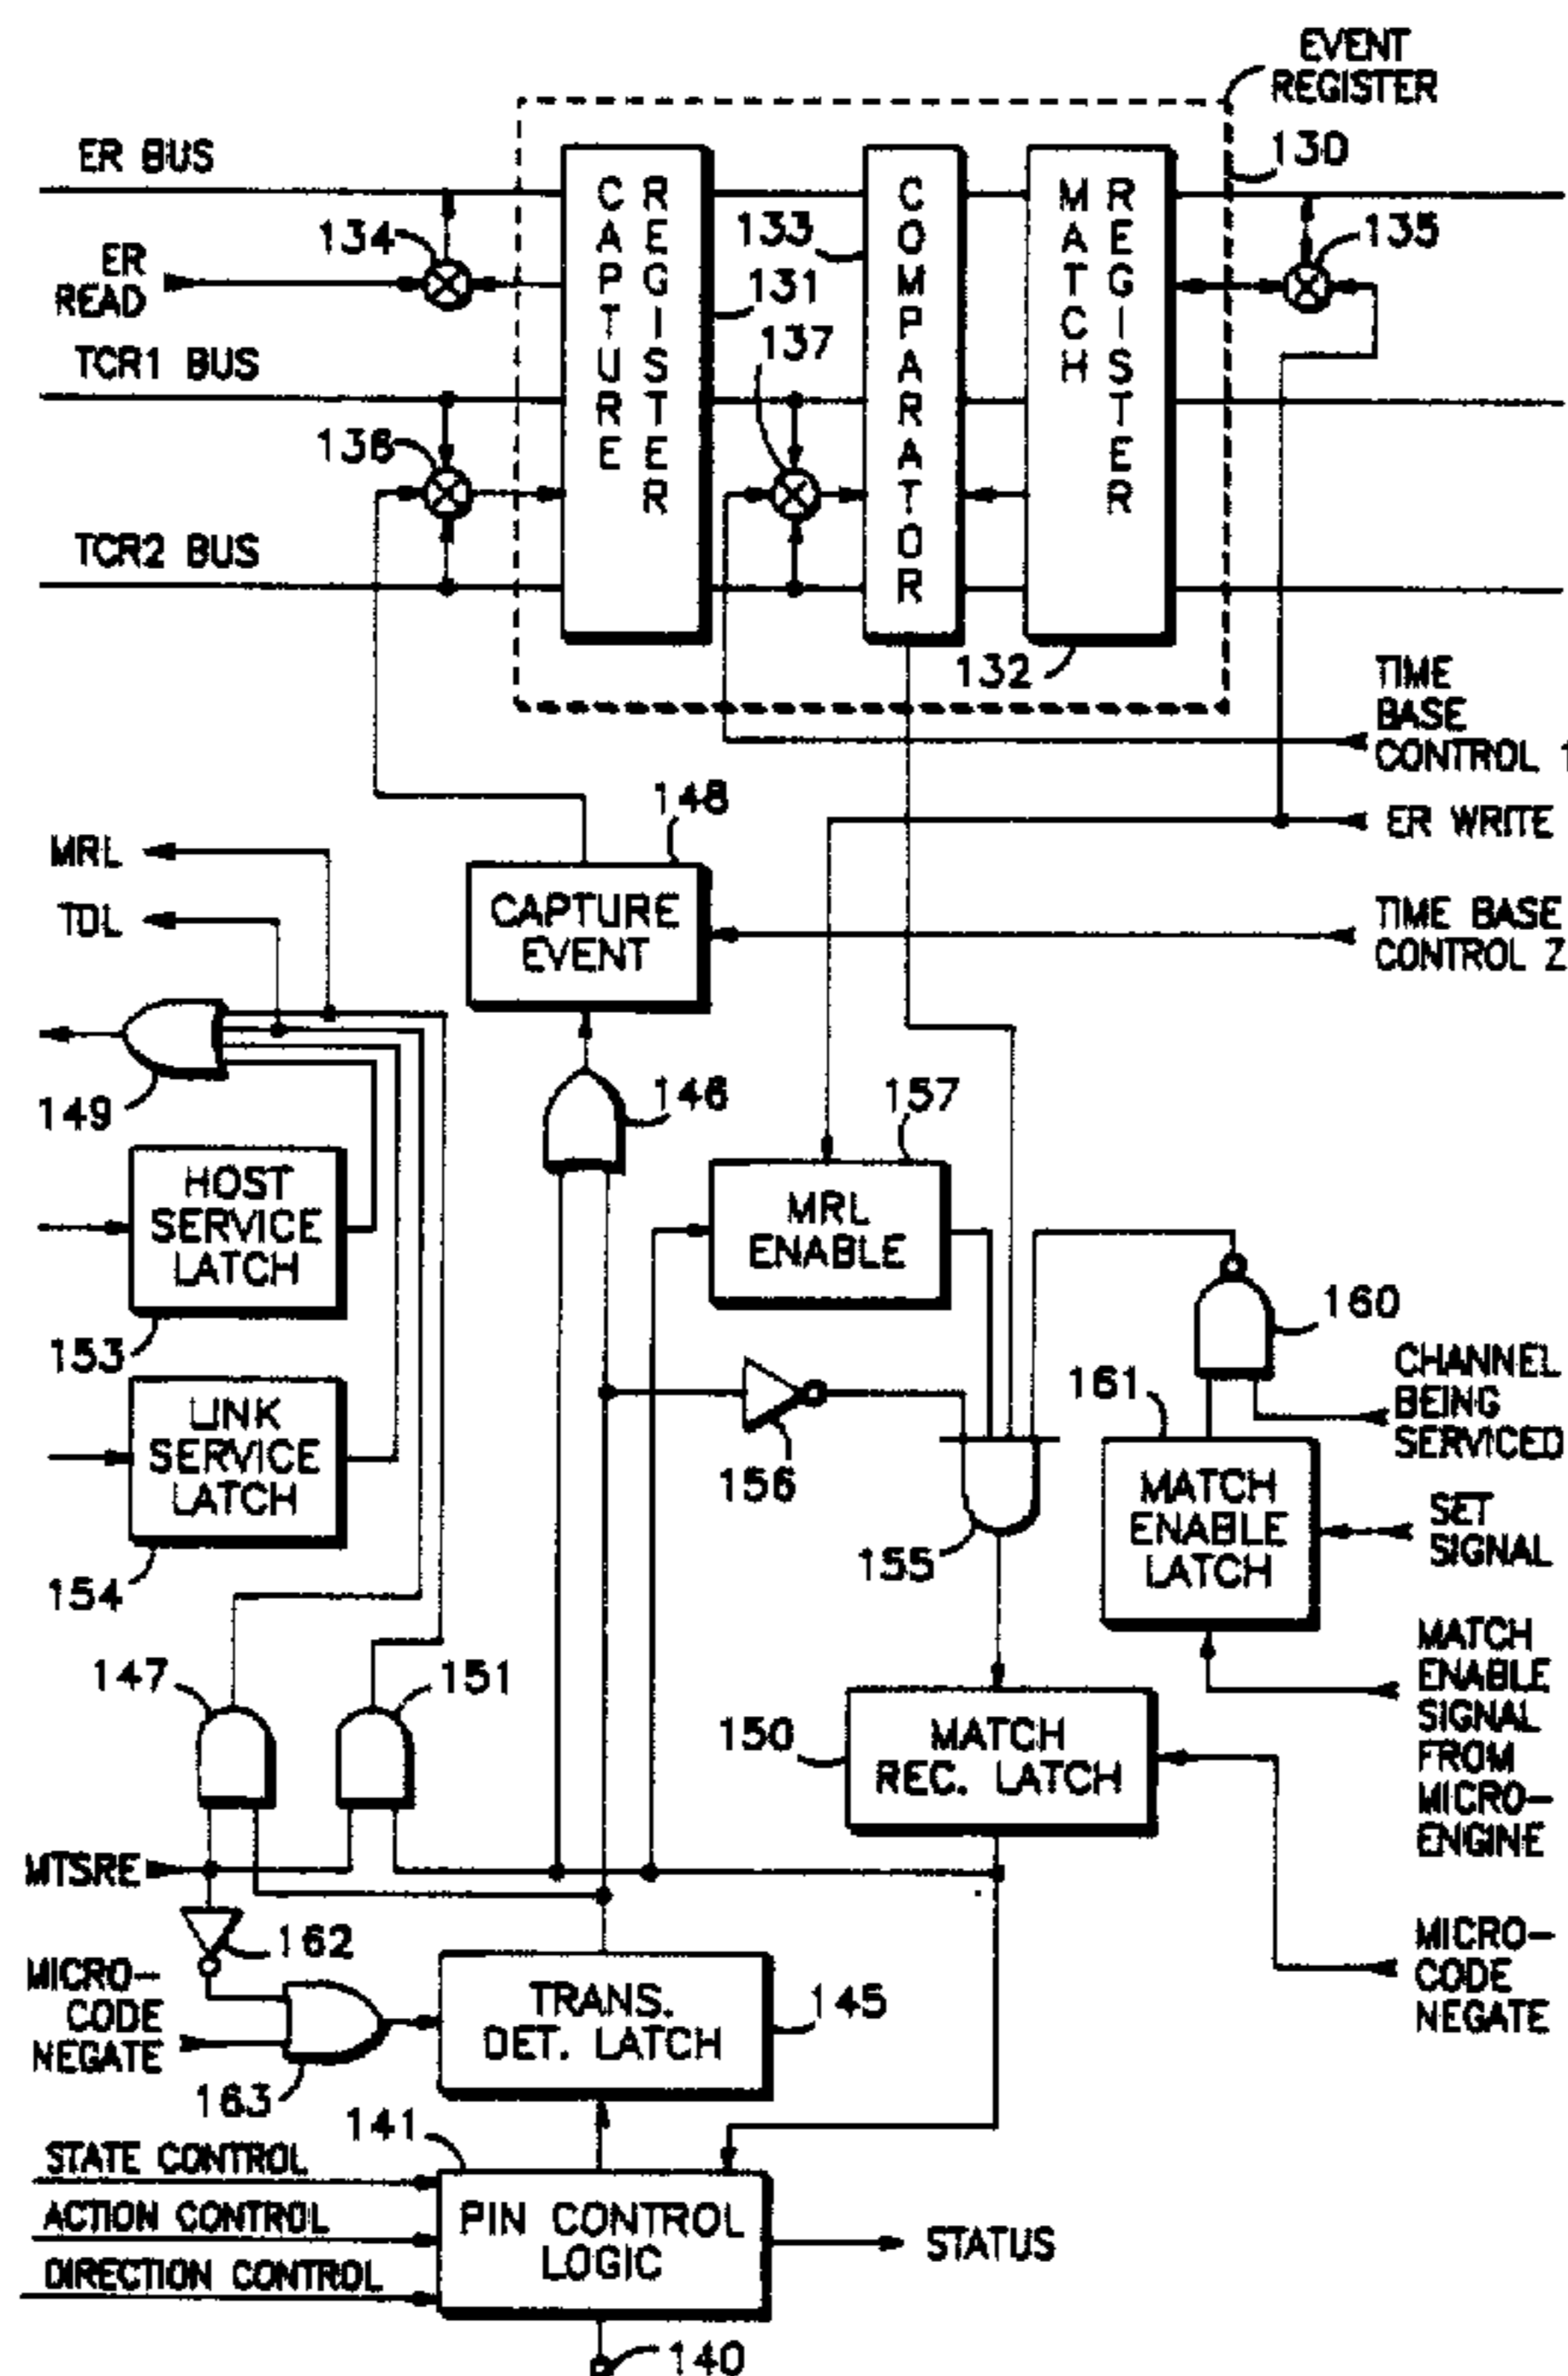 EVENT
REGISTER
130
ER BUS
134
ER
READ
CAPTURE
REGISTER
131
133
COMPARATOR
MATCH
REGISTER
135
TCR1 BUS
137
136
TCR2 BUS
132
TIME
BASE
CONTROL 1
148
ER WRITE
MRL
TDL
CAPTURE
EVENT
TIME BASE
CONTROL 2
149
146
157
HOST
SERVICE
LATCH
MRL
ENABLE
160
153
CHANNEL
BEING
SERVICED
161
LINK
SERVICE
LATCH
156
MATCH
ENABLE
LATCH
SET
SIGNAL
155
154
MATCH
ENABLE
SIGNAL
FROM
MICRO-
ENGINE
147
151
150
MATCH
REC. LATCH
MTSRE
162
MICRO-
CODE
NEGATE
MICRO-
CODE
NEGATE
TRANS.
DET. LATCH
145
163
141
STATE CONTROL
ACTION CONTROL
DIRECTION CONTROL
PIN CONTROL
LOGIC
STATUS
140